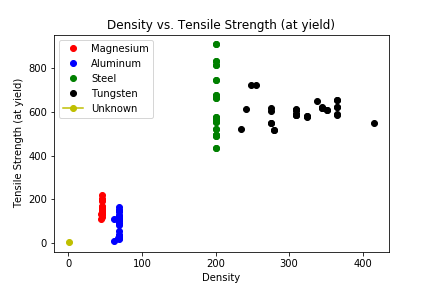 Density vs. Tensile Strength (at yield)
Magnesium
Aluminum
Steel
Tungsten
Unknown
Tensile Strength (at yield)
800
600
400
200
0
0 100 200 300 400
Density